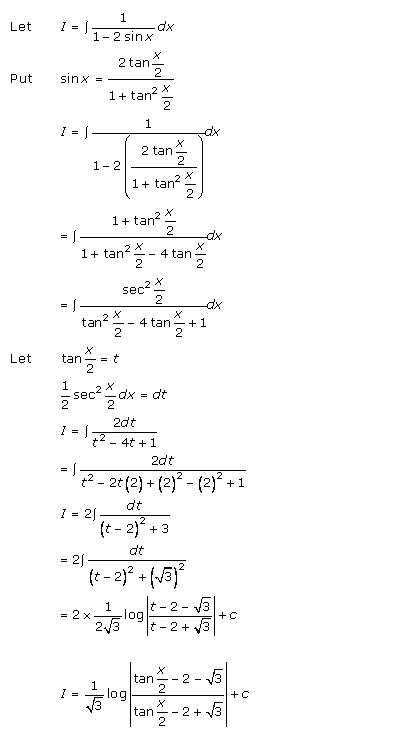 Let I = ∫ 1/(1 − 2 sin x) dx
Put sin x = (2 tan x/2)/(1 + tan² x/2)
I = ∫ 1/(1 − 2((2 tan x/2)/(1 + tan² x/2))) dx
= ∫ (1 + tan² x/2)/(1 + tan² x/2 − 4 tan x/2) dx
= ∫ (sec² x/2)/(tan² x/2 − 4 tan x/2 + 1) dx
Let tan x/2 = t
1/2 sec² x/2 dx = dt
I = ∫ 2dt/(t² − 4t + 1)
= ∫ 2dt/(t² − 2t(2) + (2)² − (2)² + 1)
I = 2∫ dt/((t − 2)² + 3)
= 2∫ dt/((t − 2)² + (√3)²)
= 2 × 1/(2√3) log|(t − 2 − √3)/(t − 2 + √3)| + c
I = 1/√3 log|(tan x/2 − 2 − √3)/(tan x/2 − 2 + √3)| + c